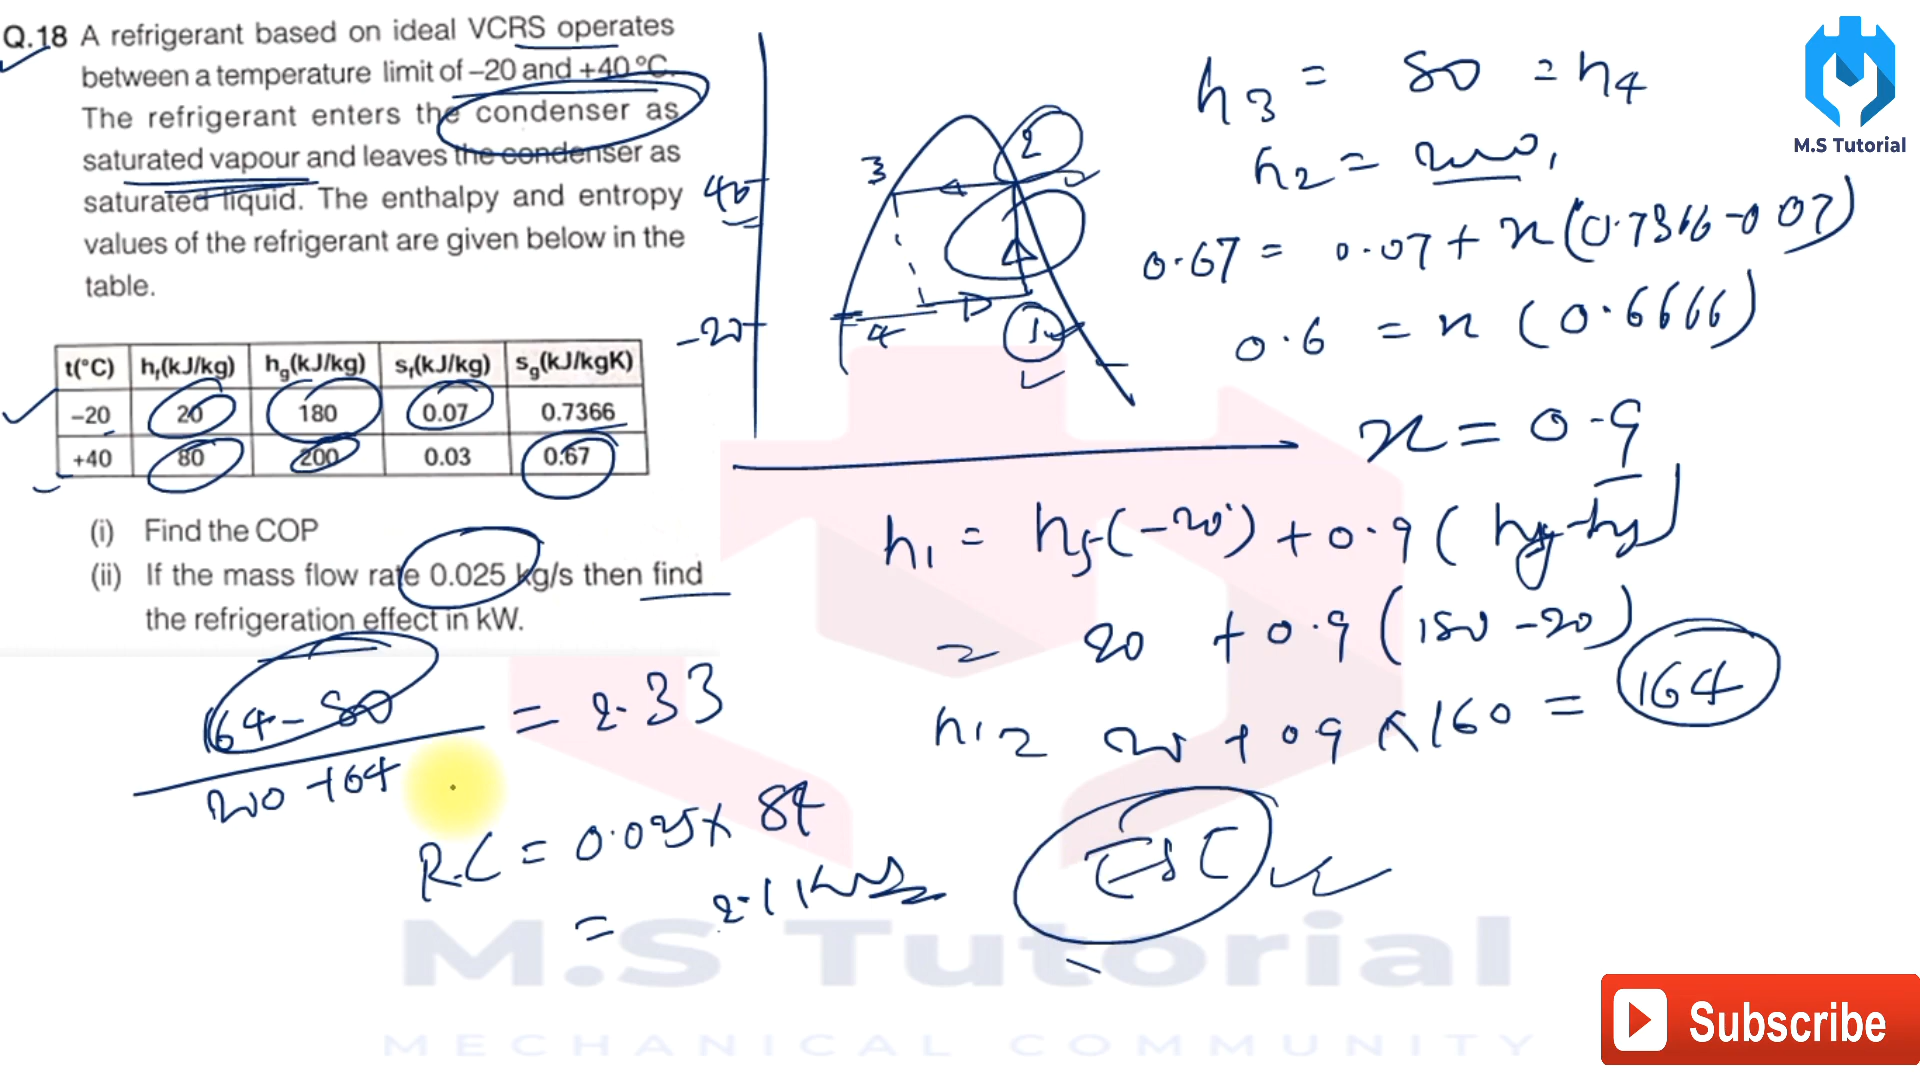 Q.18 A refrigerant based on ideal VCRS operates
between a temperature limit of –20 and +40 °C.
The refrigerant enters the condenser as
saturated vapour and leaves the condenser as
saturated liquid. The enthalpy and entropy
values of the refrigerant are given below in the
table.
t(°C) hf(kJ/kg) hg(kJ/kg) sf(kJ/kg) sg(kJ/kgK)
–20 20 180 0.07 0.7366
+40 80 200 0.03 0.67
(i) Find the COP
(ii) If the mass flow rate 0.025 kg/s then find
the refrigeration effect in kW.
164 - 80
200 - 164
= 2.33
R.C = 0.025 × 84
= 2.1 kW
40
-20
3
2
4
1
h3 = 80 = h4
h2 = 200,
0.67 = 0.07 + x (0.7366 - 0.07)
0.6 = x (0.6666)
x = 0.9
h1 = hf (-20°) + 0.9 (hg - hf)
= 20 + 0.9 (180 - 20)
h1 = 20 + 0.9 × 160 = 164
ESC
M.S Tutorial
M.S Tutorial
MECHANICAL COMMUNITY
Subscribe